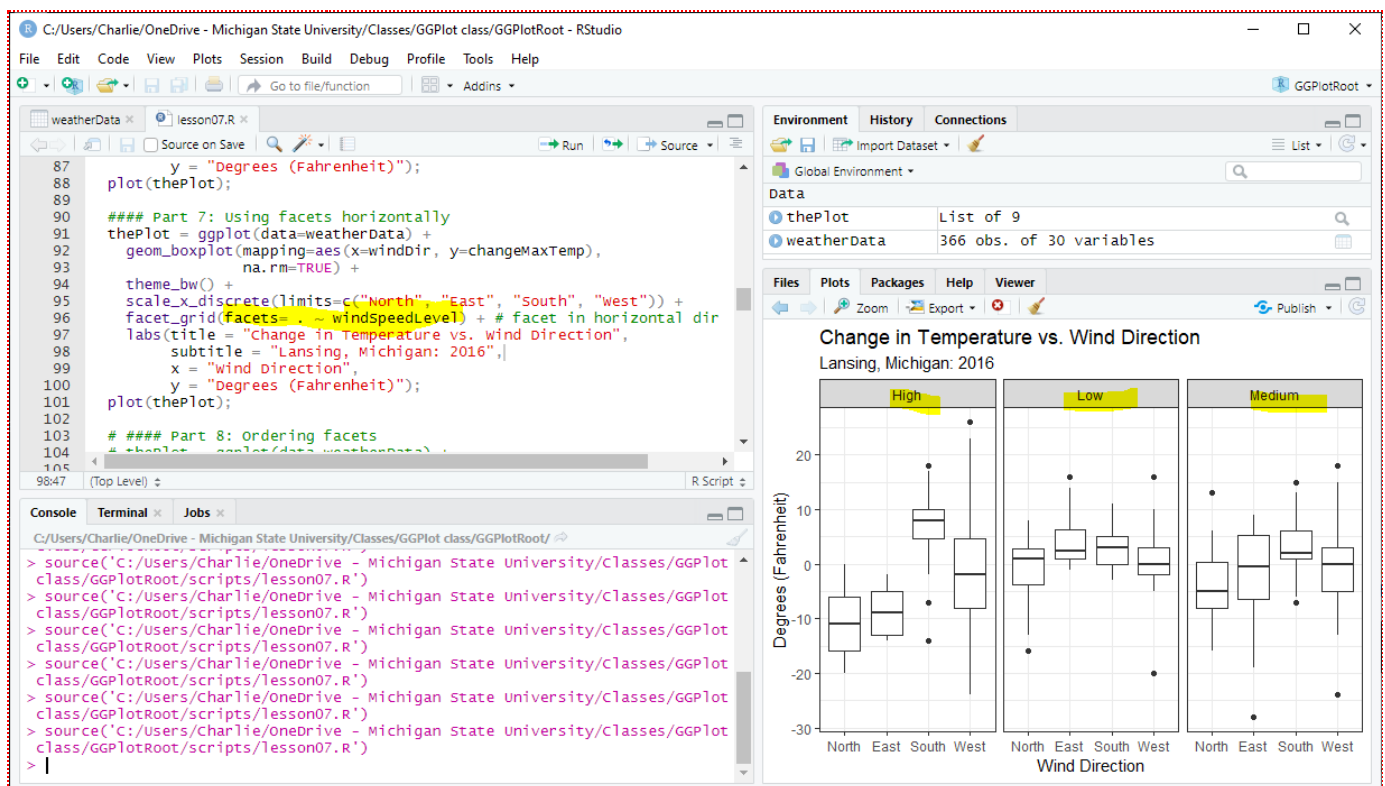 C:/Users/Charlie/OneDrive - Michigan State University/Classes/GGPlot class/GGPlotRoot - RStudio
File Edit Code View Plots Session Build Debug Profile Tools Help
Go to file/function Addins GGPlotRoot
weatherData lesson07.R
Source on Save Run Source
87 y = "Degrees (Fahrenheit)");
88 plot(thePlot);
89
90 #### Part 7: Using facets horizontally
91 thePlot = ggplot(data=weatherData) +
92 geom_boxplot(mapping=aes(x=windDir, y=changeMaxTemp),
93 na.rm=TRUE) +
94 theme_bw() +
95 scale_x_discrete(limits=c("North", "East", "South", "West")) +
96 facet_grid(facets= . ~ windSpeedLevel) + # facet in horizontal dir
97 labs(title = "Change in Temperature vs. Wind Direction",
98 subtitle = "Lansing, Michigan: 2016",
99 x = "Wind Direction",
100 y = "Degrees (Fahrenheit)");
101 plot(thePlot);
102
103 # #### Part 8: Ordering facets
104 # thePlot = ggplot(data=weatherData) +
105
98:47 (Top Level) R Script
Console Terminal Jobs
C:/Users/Charlie/OneDrive - Michigan State University/Classes/GGPlot class/GGPlotRoot/
class/GGPlotRoot/scripts/lesson07.R')
> source('C:/Users/Charlie/OneDrive - Michigan State University/Classes/GGPlot
class/GGPlotRoot/scripts/lesson07.R')
> source('C:/Users/Charlie/OneDrive - Michigan State University/Classes/GGPlot
class/GGPlotRoot/scripts/lesson07.R')
> source('C:/Users/Charlie/OneDrive - Michigan State University/Classes/GGPlot
class/GGPlotRoot/scripts/lesson07.R')
> source('C:/Users/Charlie/OneDrive - Michigan State University/Classes/GGPlot
class/GGPlotRoot/scripts/lesson07.R')
> source('C:/Users/Charlie/OneDrive - Michigan State University/Classes/GGPlot
class/GGPlotRoot/scripts/lesson07.R')
> source('C:/Users/Charlie/OneDrive - Michigan State University/Classes/GGPlot
class/GGPlotRoot/scripts/lesson07.R')
>
Environment History Connections
Import Dataset List
Global Environment
Data
thePlot List of 9
weatherData 366 obs. of 30 variables
Files Plots Packages Help Viewer
Zoom Export Publish
Change in Temperature vs. Wind Direction
Lansing, Michigan: 2016
High Low Medium
20
10
0
-10
-20
-30
Degrees (Fahrenheit)
North East South West North East South West North East South West
Wind Direction